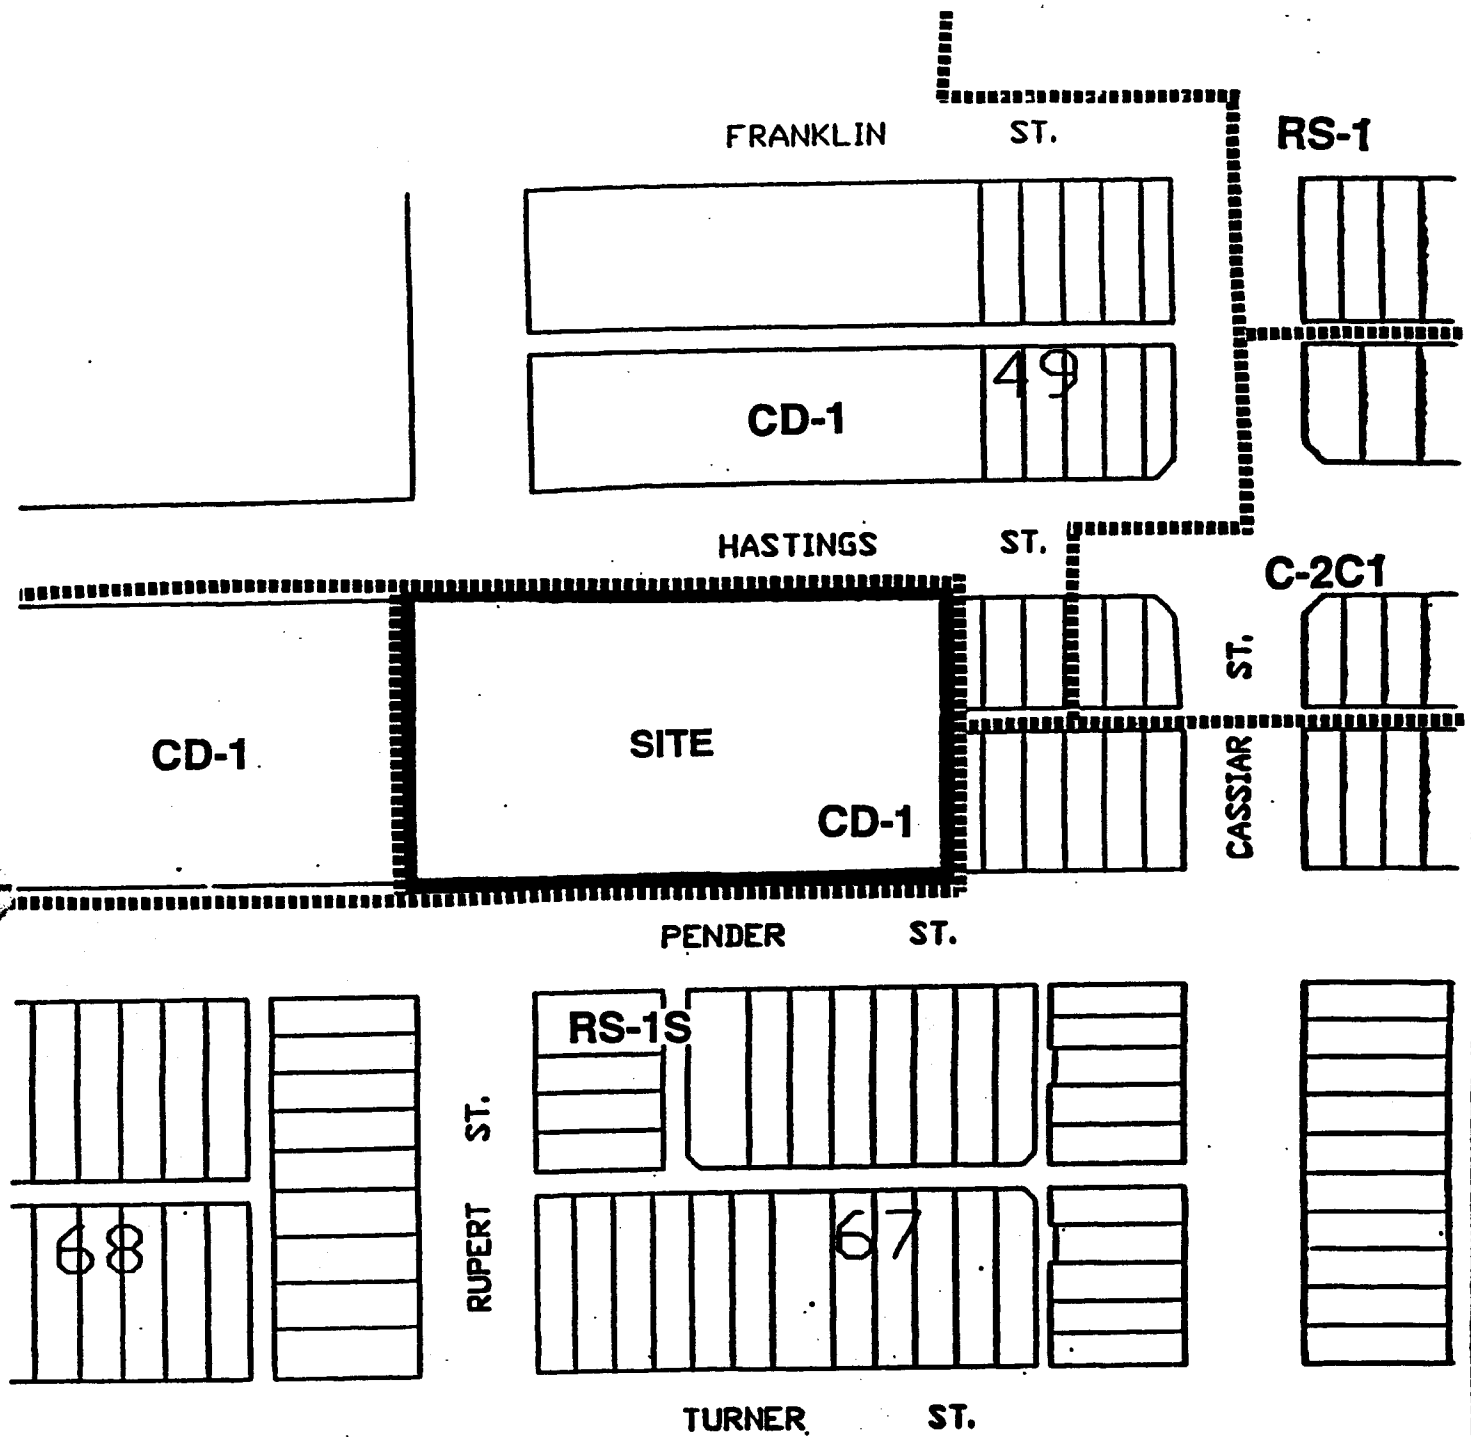 FRANKLIN ST.
RS-1
49
CD-1
HASTINGS ST.
C-2C1
CD-1
SITE
CD-1
CASSIAR ST.
PENDER ST.
RS-1S
RUPERT ST.
68
67
TURNER ST.